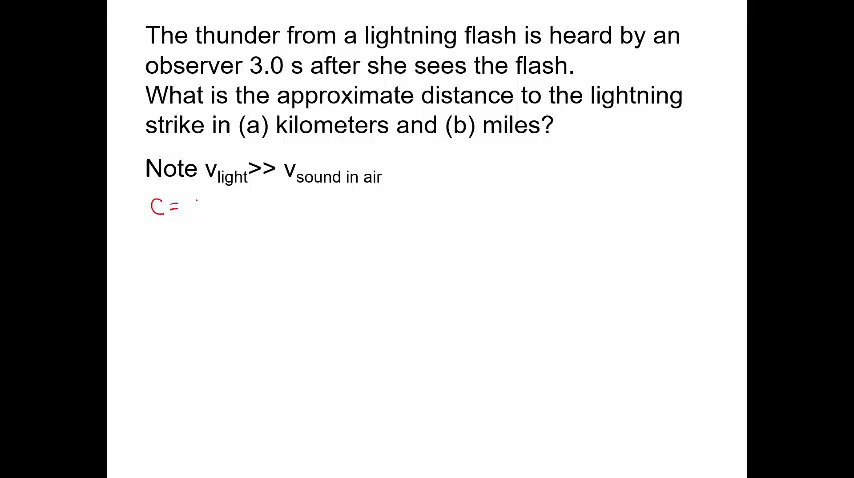 The thunder from a lightning flash is heard by an
observer 3.0 s after she sees the flash.
What is the approximate distance to the lightning
strike in (a) kilometers and (b) miles?
Note vlight>> vsound in air
C =